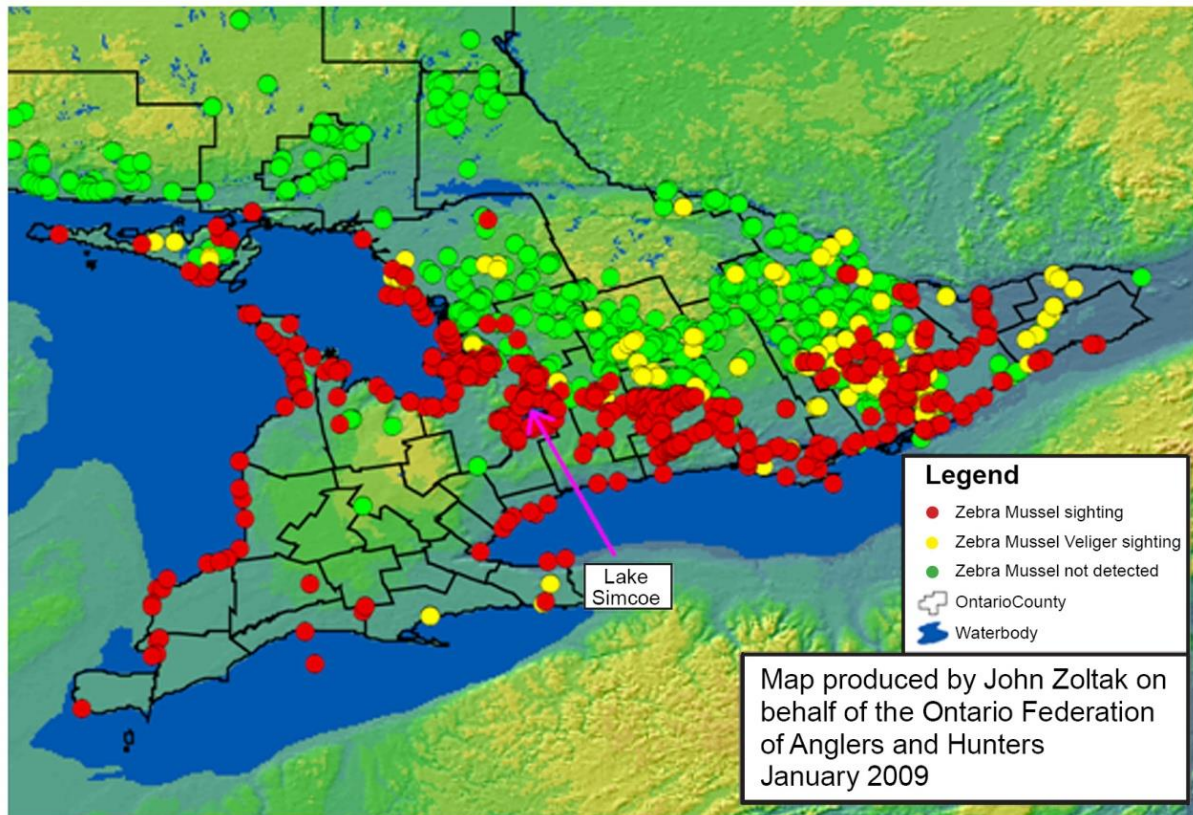 Lake
Simcoe
Legend
Zebra Mussel sighting
Zebra Mussel Veliger sighting
Zebra Mussel not detected
OntarioCounty
Waterbody
Map produced by John Zoltak on
behalf of the Ontario Federation
of Anglers and Hunters
January 2009